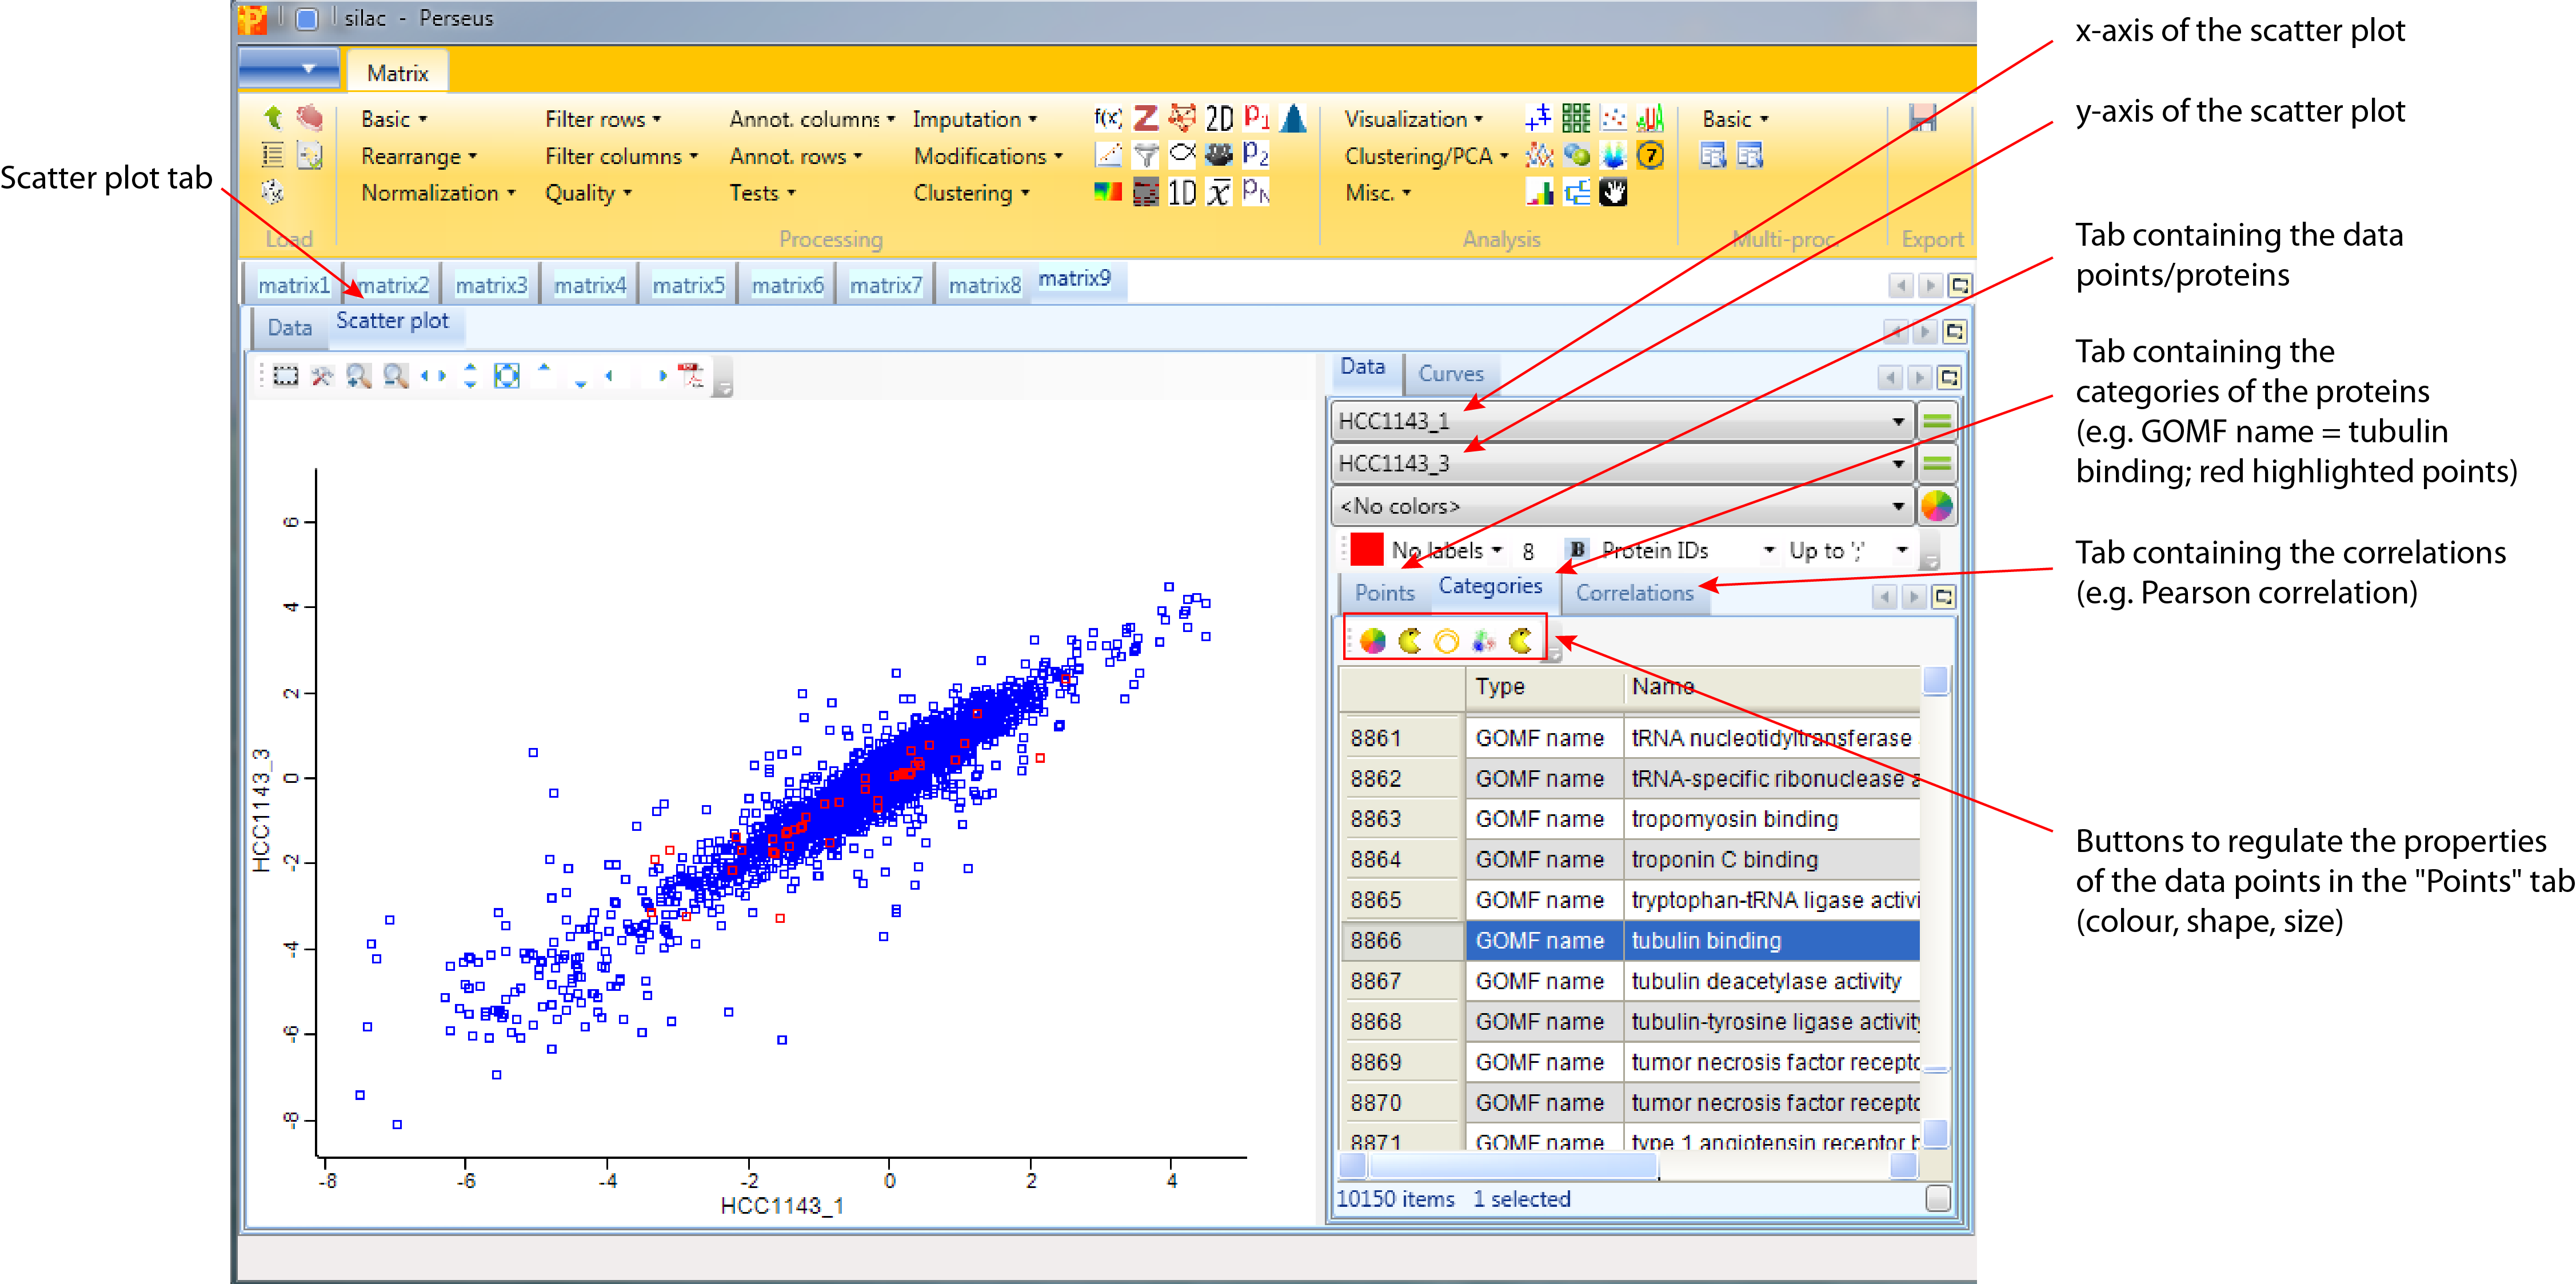 silac - Perseus
Matrix
Basic
Filter rows
Annot. columns
Imputation
f(x)
Z
2D
p1
Visualization
Basic
Rearrange
Filter columns
Annot. rows
Modifications
p2
Clustering/PCA
7
Normalization
Quality
Tests
Clustering
1D
x̅
pN
Misc.
Load
Processing
Analysis
Multi-proc.
Export
matrix1
matrix2
matrix3
matrix4
matrix5
matrix6
matrix7
matrix8
matrix9
Data
Scatter plot
Scatter plot tab
6
4
2
0
-2
-4
-6
-8
HCC1143_3
-8
-6
-4
-2
0
2
4
HCC1143_1
Data
Curves
HCC1143_1
HCC1143_3
<No colors>
No labels 8 B Protein IDs Up to ';'
Points
Categories
Correlations
Type Name
8861 GOMF name tRNA nucleotidyltransferase
8862 GOMF name tRNA-specific ribonuclease a
8863 GOMF name tropomyosin binding
8864 GOMF name troponin C binding
8865 GOMF name tryptophan-tRNA ligase activi
8866 GOMF name tubulin binding
8867 GOMF name tubulin deacetylase activity
8868 GOMF name tubulin-tyrosine ligase activity
8869 GOMF name tumor necrosis factor recepto
8870 GOMF name tumor necrosis factor recepto
8871 GOMF name type 1 angiotensin receptor b
10150 items 1 selected
x-axis of the scatter plot
y-axis of the scatter plot
Tab containing the data
points/proteins
Tab containing the
categories of the proteins
(e.g. GOMF name = tubulin
binding; red highlighted points)
Tab containing the correlations
(e.g. Pearson correlation)
Buttons to regulate the properties
of the data points in the "Points" tab
(colour, shape, size)